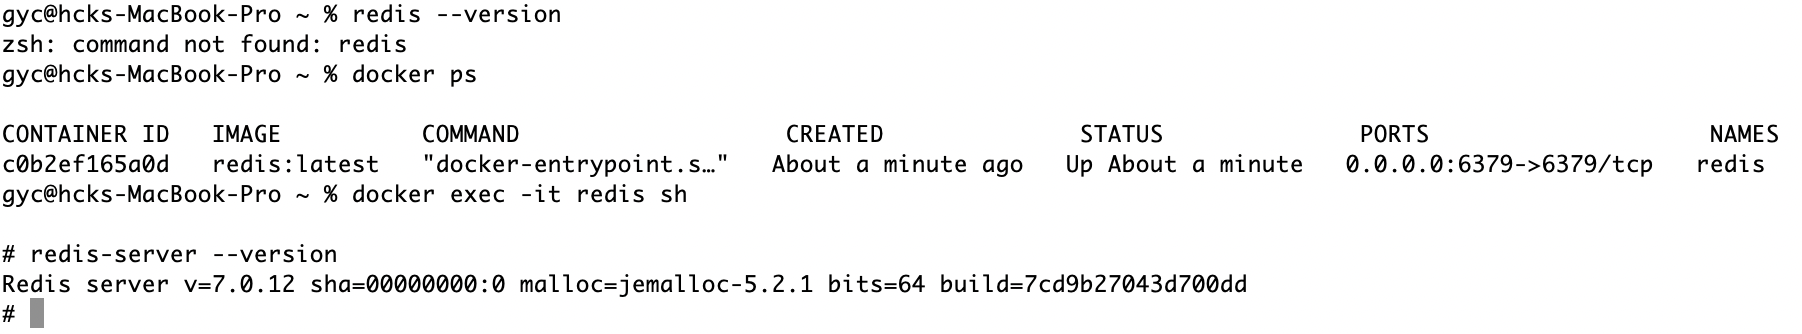 gyc@hcks-MacBook-Pro ~ % redis --version
zsh: command not found: redis
gyc@hcks-MacBook-Pro ~ % docker ps
CONTAINER ID   IMAGE          COMMAND                   CREATED              STATUS              PORTS                    NAMES
c0b2ef165a0d   redis:latest   "docker-entrypoint.s…"   About a minute ago   Up About a minute   0.0.0.0:6379->6379/tcp   redis
gyc@hcks-MacBook-Pro ~ % docker exec -it redis sh
# redis-server --version
Redis server v=7.0.12 sha=00000000:0 malloc=jemalloc-5.2.1 bits=64 build=7cd9b27043d700dd
#